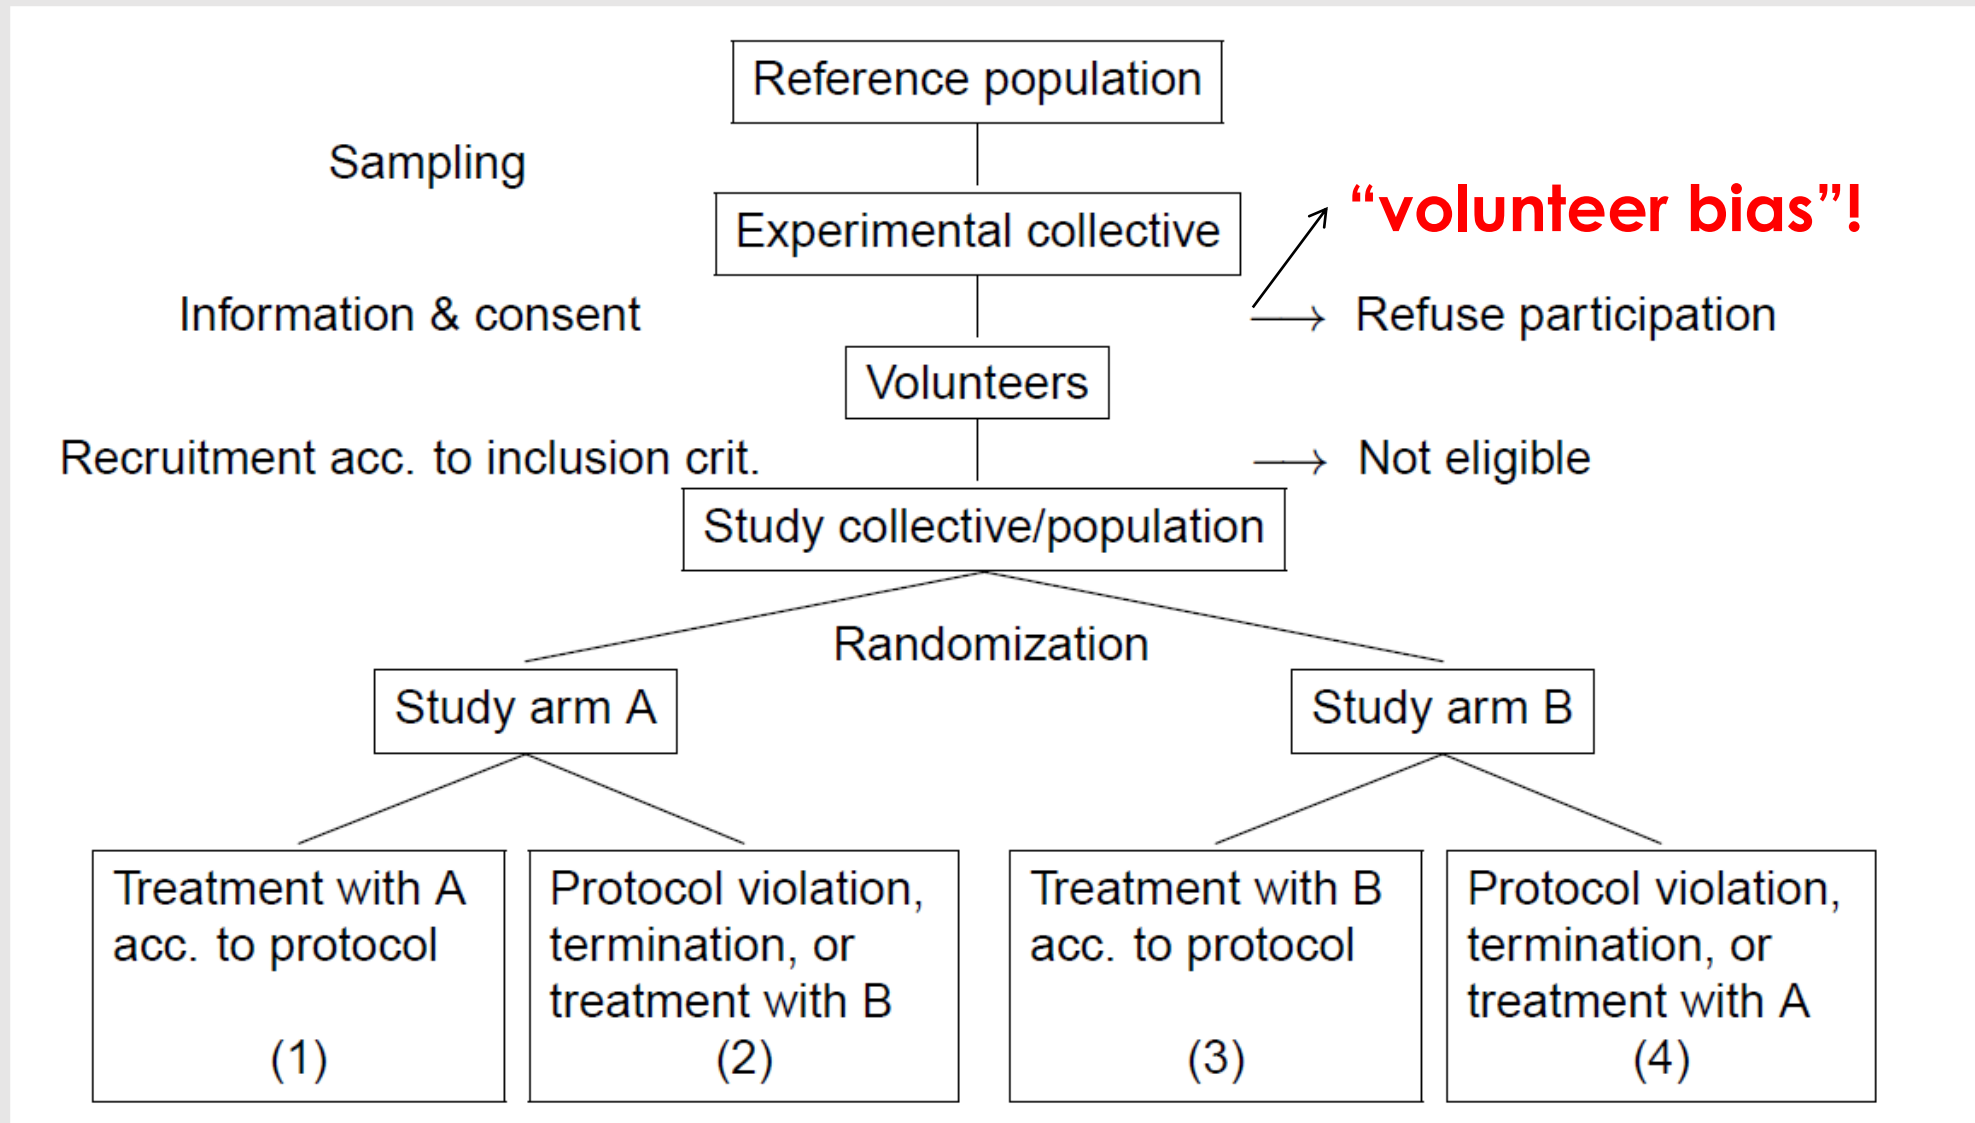 Reference population
Sampling
“volunteer bias”!
Experimental collective
Information & consent
⟶ Refuse participation
Volunteers
Recruitment acc. to inclusion crit.
⟶ Not eligible
Study collective/population
Randomization
Study arm A
Study arm B
Treatment with A
acc. to protocol
(1)
Protocol violation,
termination, or
treatment with B
(2)
Treatment with B
acc. to protocol
(3)
Protocol violation,
termination, or
treatment with A
(4)